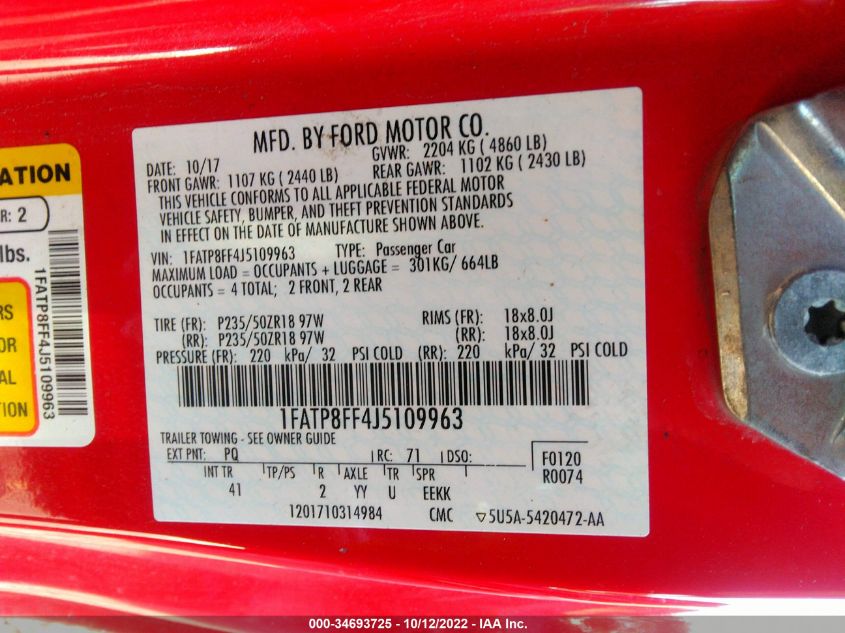 ATION
R: 2
lbs.
RS
OR
AL
TION
1FATP8FF4J5109963
MFD. BY FORD MOTOR CO.
DATE: 10/17 GVWR: 2204 KG ( 4860 LB)
FRONT GAWR: 1107 KG ( 2440 LB) REAR GAWR: 1102 KG ( 2430 LB)
THIS VEHICLE CONFORMS TO ALL APPLICABLE FEDERAL MOTOR
VEHICLE SAFETY, BUMPER, AND THEFT PREVENTION STANDARDS
IN EFFECT ON THE DATE OF MANUFACTURE SHOWN ABOVE.
VIN: 1FATP8FF4J5109963 TYPE: Passenger Car
MAXIMUM LOAD = OCCUPANTS + LUGGAGE = 301KG/ 664LB
OCCUPANTS = 4 TOTAL; 2 FRONT, 2 REAR
TIRE (FR): P235/50ZR18 97W RIMS (FR): 18x8.0J
(RR): P235/50ZR18 97W (RR): 18x8.0J
PRESSURE (FR): 220 kPa/ 32 PSI COLD (RR): 220 kPa/ 32 PSI COLD
1FATP8FF4J5109963
TRAILER TOWING - SEE OWNER GUIDE
EXT PNT: PQ RC: 71 DSO: F0120
R0074
INT TR TP/PS R AXLE TR SPR
41 2 YY U EEKK
1201710314984 CMC ▽5U5A-5420472-AA
000-34693725 - 10/12/2022 - IAA Inc.